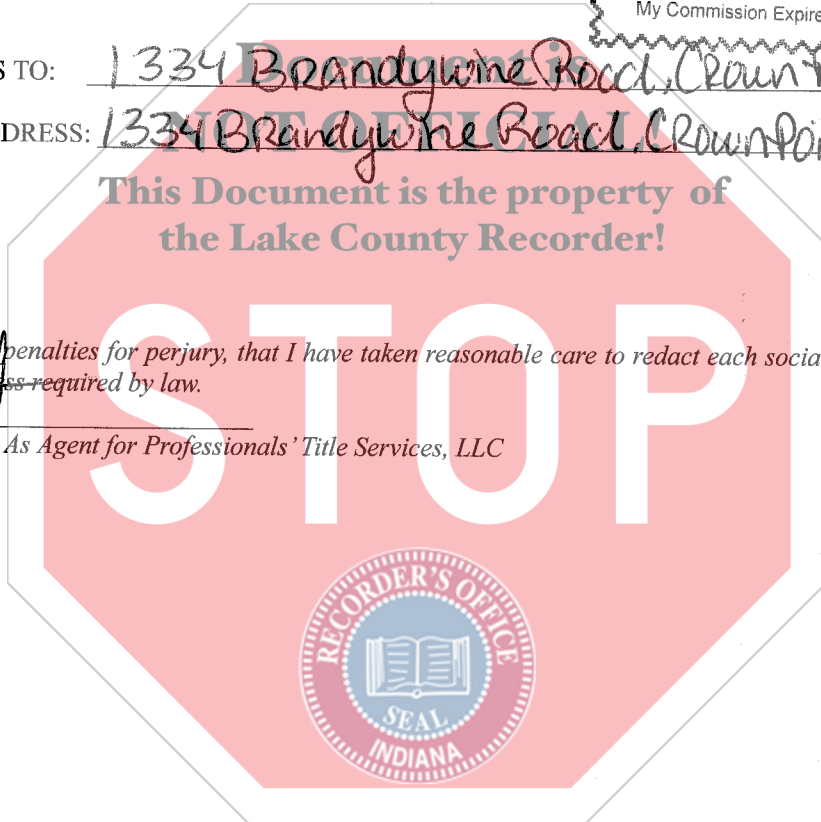 My Commission Expire
S TO: 1334 Brandywine Road, Crown P
DRESS: 1334 Brandywine Road, Crown Poi
Document is
NOT OFFICIAL
This Document is the property of
the Lake County Recorder!
penalties for perjury, that I have taken reasonable care to redact each socia
ss required by law.
As Agent for Professionals' Title Services, LLC
STOP
RECORDER'S OFFICE
SEAL
INDIANA